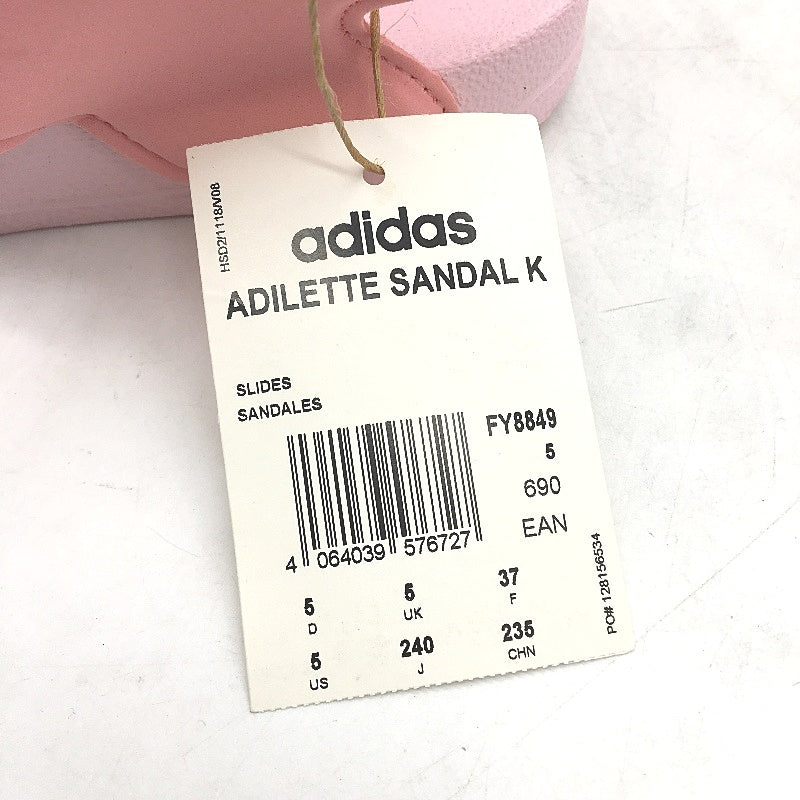 HSD2/1118/V08
adidas
ADILETTE SANDAL K
SLIDES
SANDALES
FY8849
5
690
EAN
4 064039 576727
5 5 37
D UK F
5 240 235
US J CHN
PO# 128156534